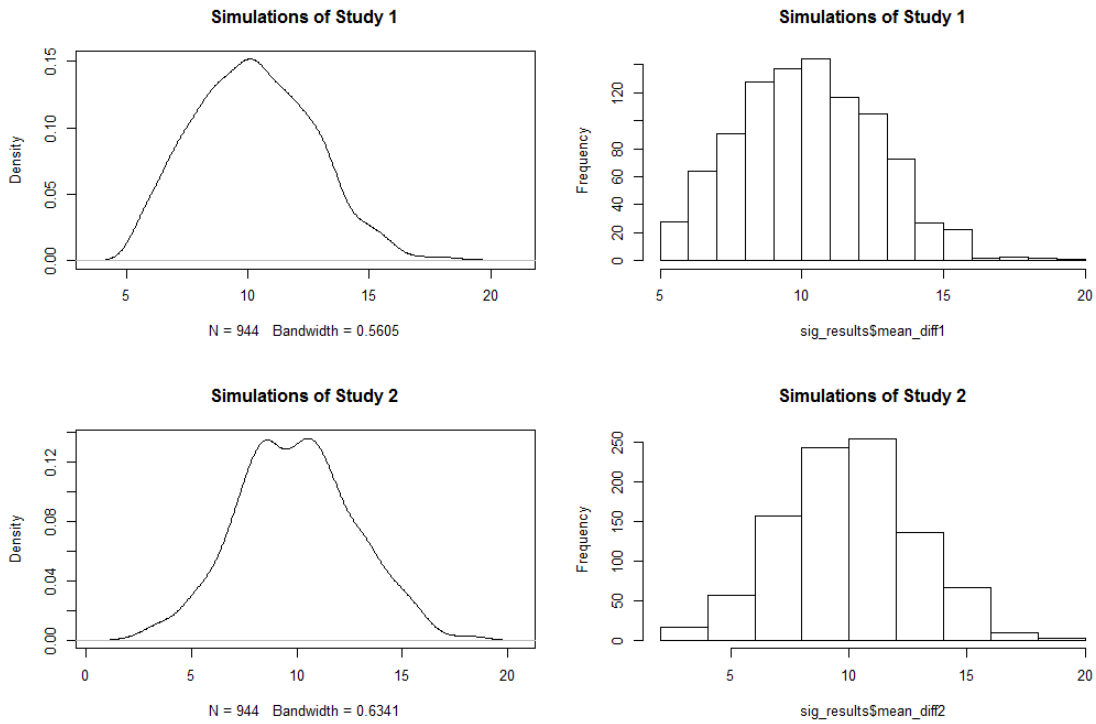 Simulations of Study 1
Density
0.00 0.05 0.10 0.15
5 10 15 20
N = 944 Bandwidth = 0.5605
Simulations of Study 1
Frequency
0 20 40 60 80 120
5 10 15 20
sig_results$mean_diff1
Simulations of Study 2
Density
0.00 0.04 0.08 0.12
0 5 10 15 20
N = 944 Bandwidth = 0.6341
Simulations of Study 2
Frequency
0 50 100 150 200 250
5 10 15 20
sig_results$mean_diff2